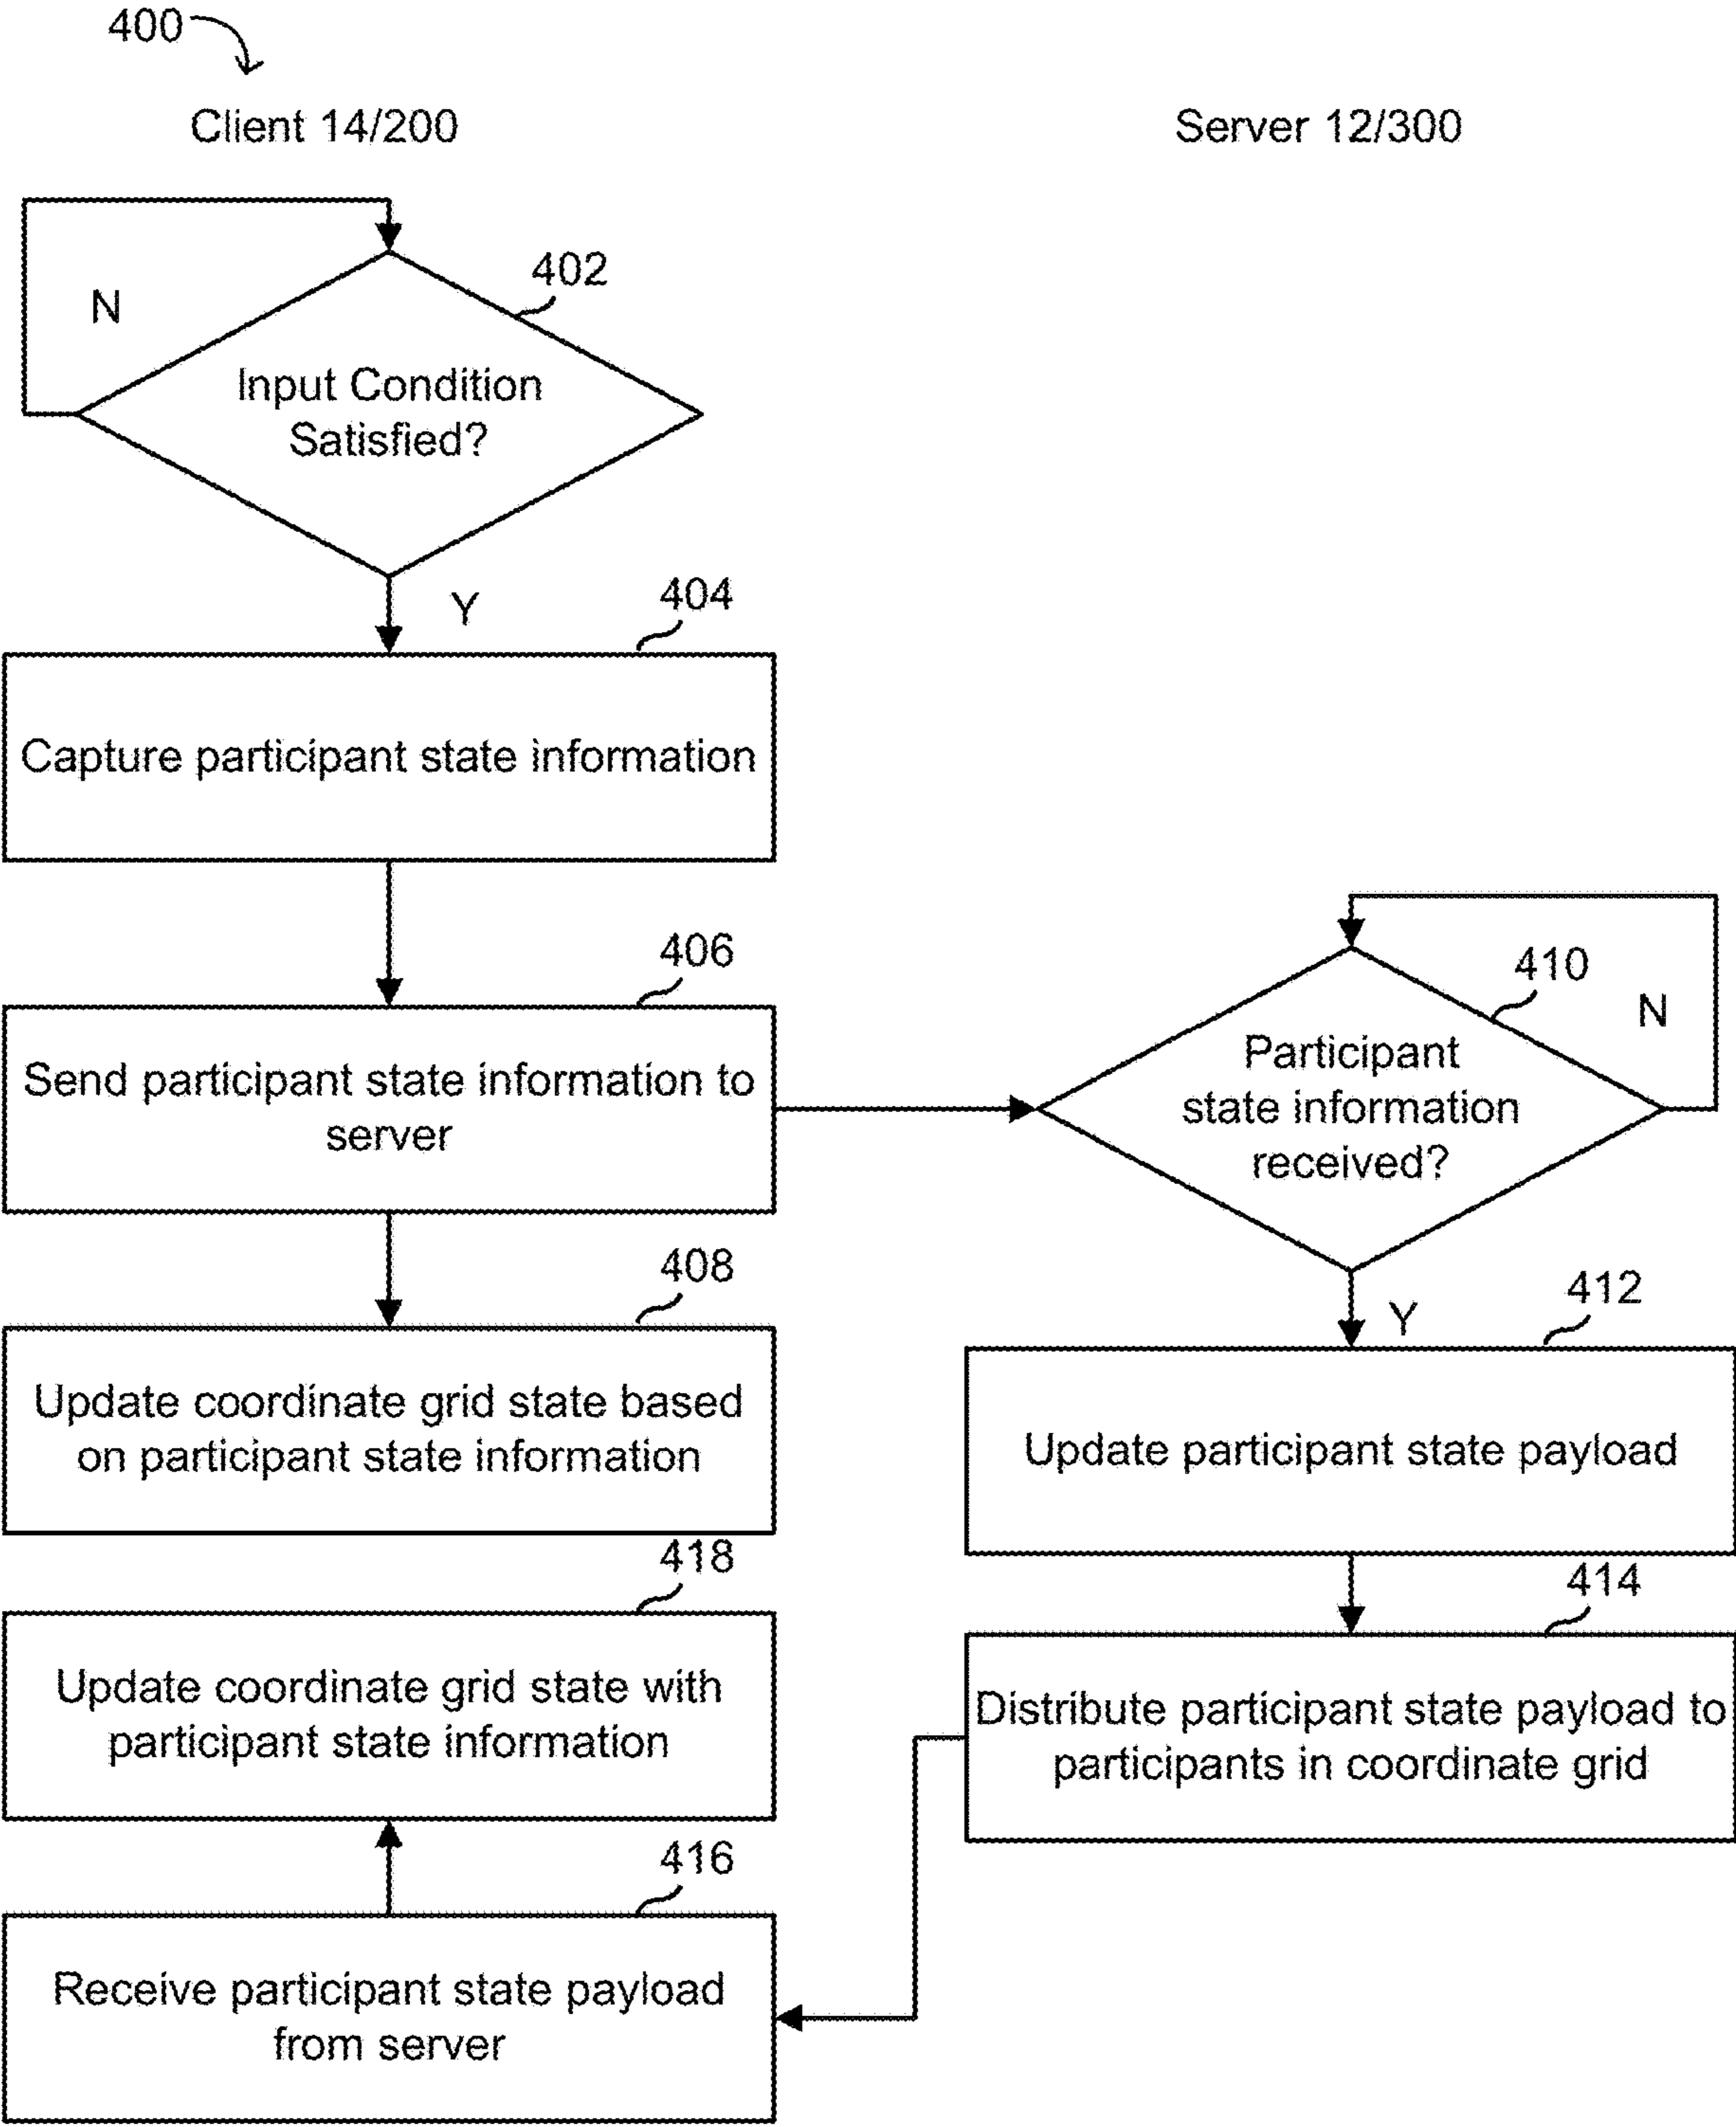 400
Client 14/200
Server 12/300
402
N
Input Condition
Satisfied?
Y
404
Capture participant state information
406
Send participant state information to
server
410
N
Participant
state information
received?
408
Update coordinate grid state based
on participant state information
Y
412
Update participant state payload
418
Update coordinate grid state with
participant state information
414
Distribute participant state payload to
participants in coordinate grid
416
Receive participant state payload
from server